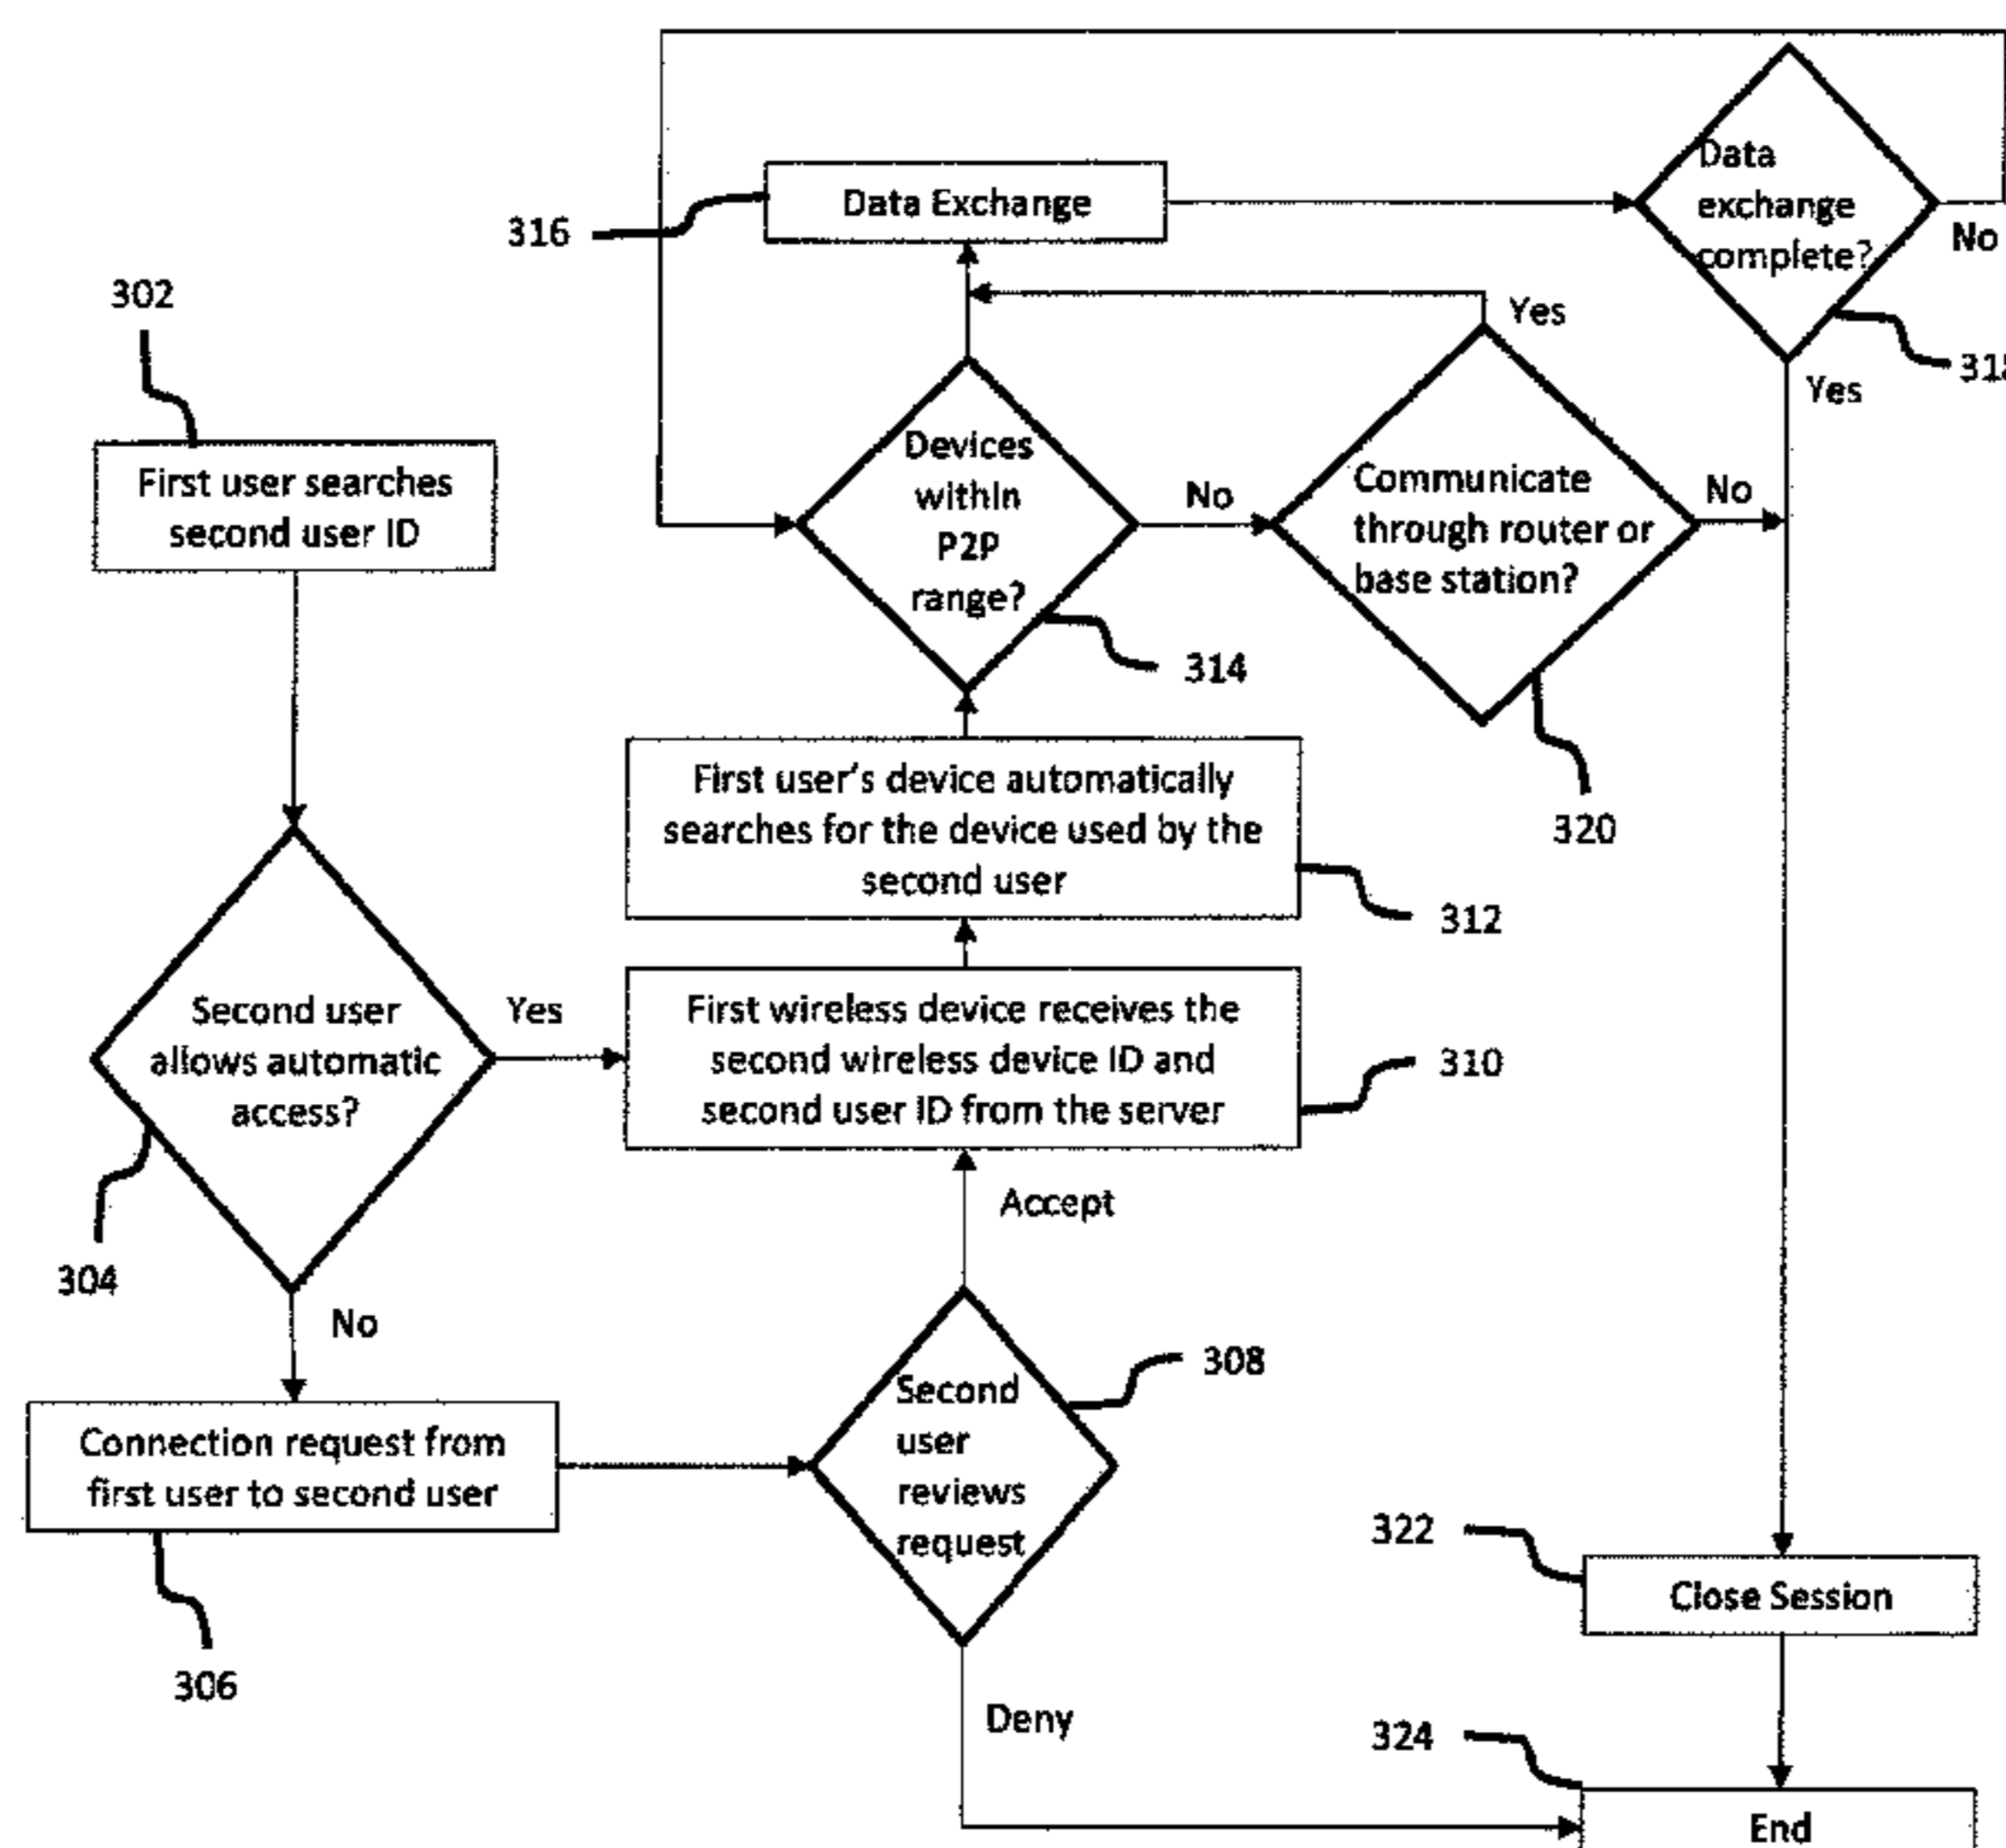 Data
exchange
complete?
No
Yes
Data Exchange
316
302
First user searches
second user ID
Devices
within
P2P
range?
No
314
Yes
Communicate
through router or
base station?
No
320
First user's device automatically
searches for the device used by the
second user
312
Second user
allows automatic
access?
Yes
304
No
First wireless device receives the
second wireless device ID and
second user ID from the server
310
Accept
Connection request from
first user to second user
306
Second
user
reviews
request
308
Deny
322
Close Session
324
End